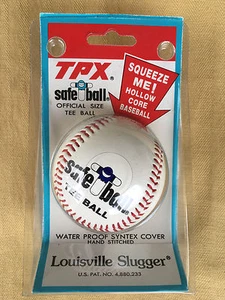 TPX®
safe T ball®
OFFICIAL SIZE
TEE BALL
SQUEEZE
ME!
HOLLOW
CORE
BASEBALL
safe T ball
TEE BALL
WATER PROOF SYNTEX COVER
HAND STITCHED
Louisville Slugger®
U.S. PAT. NO. 4,880,233